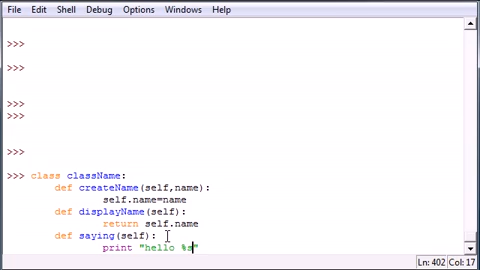 File Edit Shell Debug Options Windows Help
>>>
>>>
>>>
>>>
>>>
>>> class className:
def createName(self,name):
self.name=name
def displayName(self):
return self.name
def saying(self):
print "hello %s"
Ln: 402 Col: 17